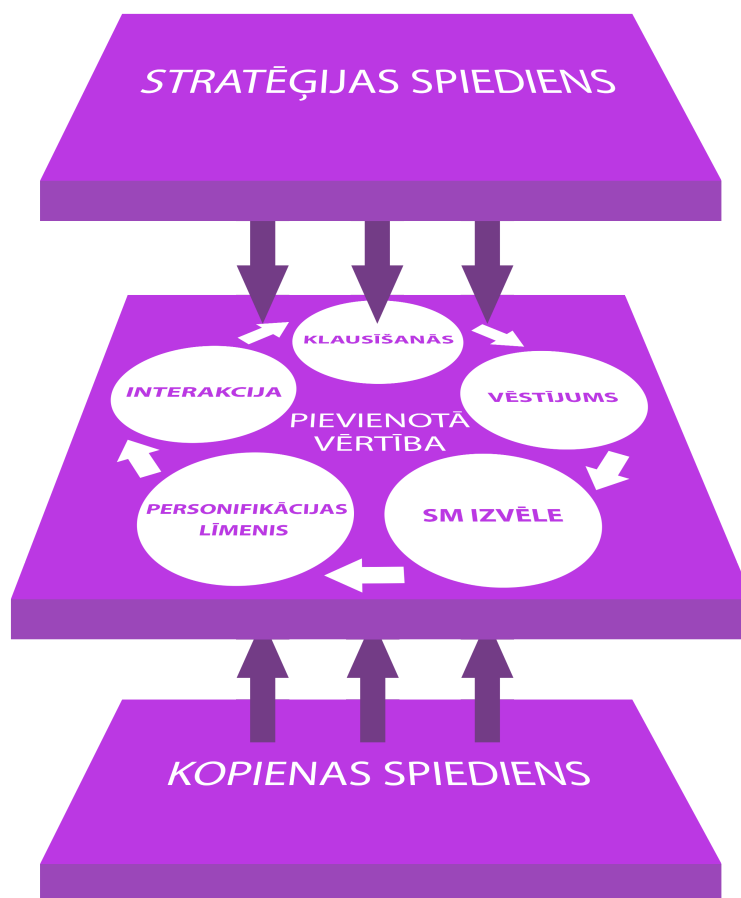 STRATĒĢIJAS SPIEDIENS
KLAUSĪŠANĀS
INTERAKCIJA
VĒSTĪJUMS
PIEVIENOTĀ
VĒRTĪBA
PERSONIFIKĀCIJAS
LĪMENIS
SM IZVĒLE
KOPIENAS SPIEDIENS